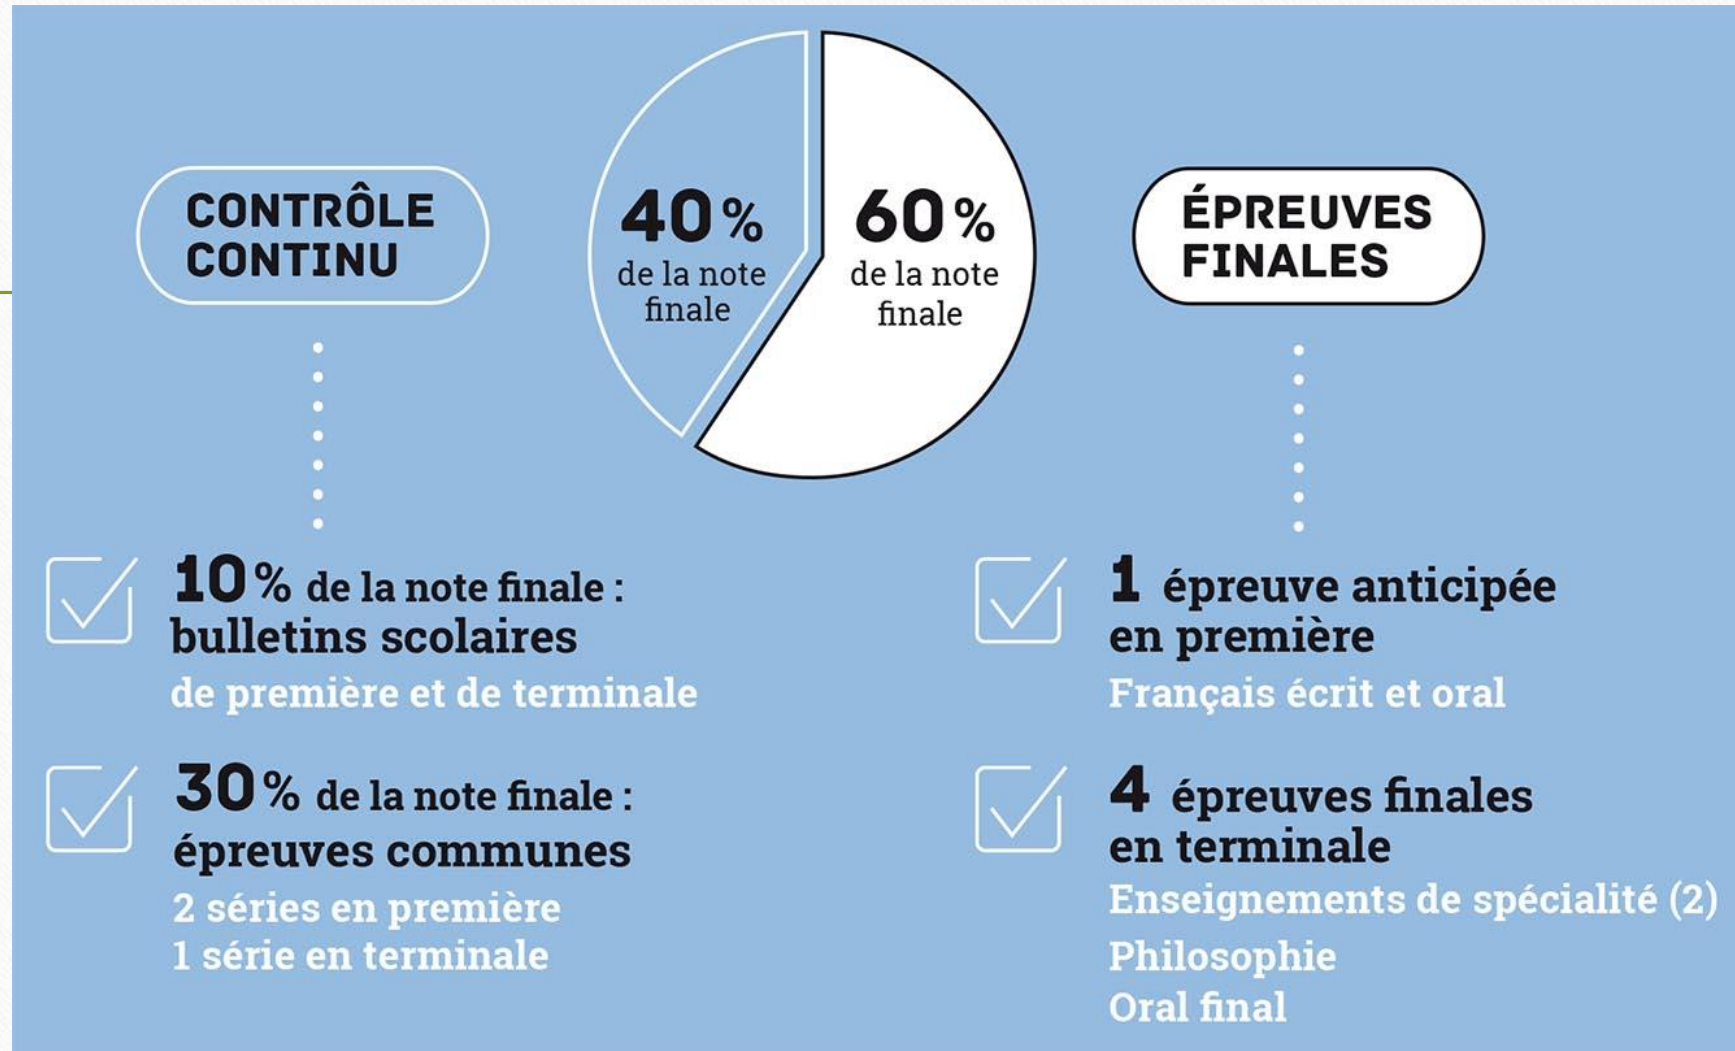 CONTRÔLE
CONTINU
40%
de la note
finale
60%
de la note
finale
ÉPREUVES
FINALES
10% de la note finale :
bulletins scolaires
de première et de terminale
30% de la note finale :
épreuves communes
2 séries en première
1 série en terminale
1 épreuve anticipée
en première
Français écrit et oral
4 épreuves finales
en terminale
Enseignements de spécialité (2)
Philosophie
Oral final